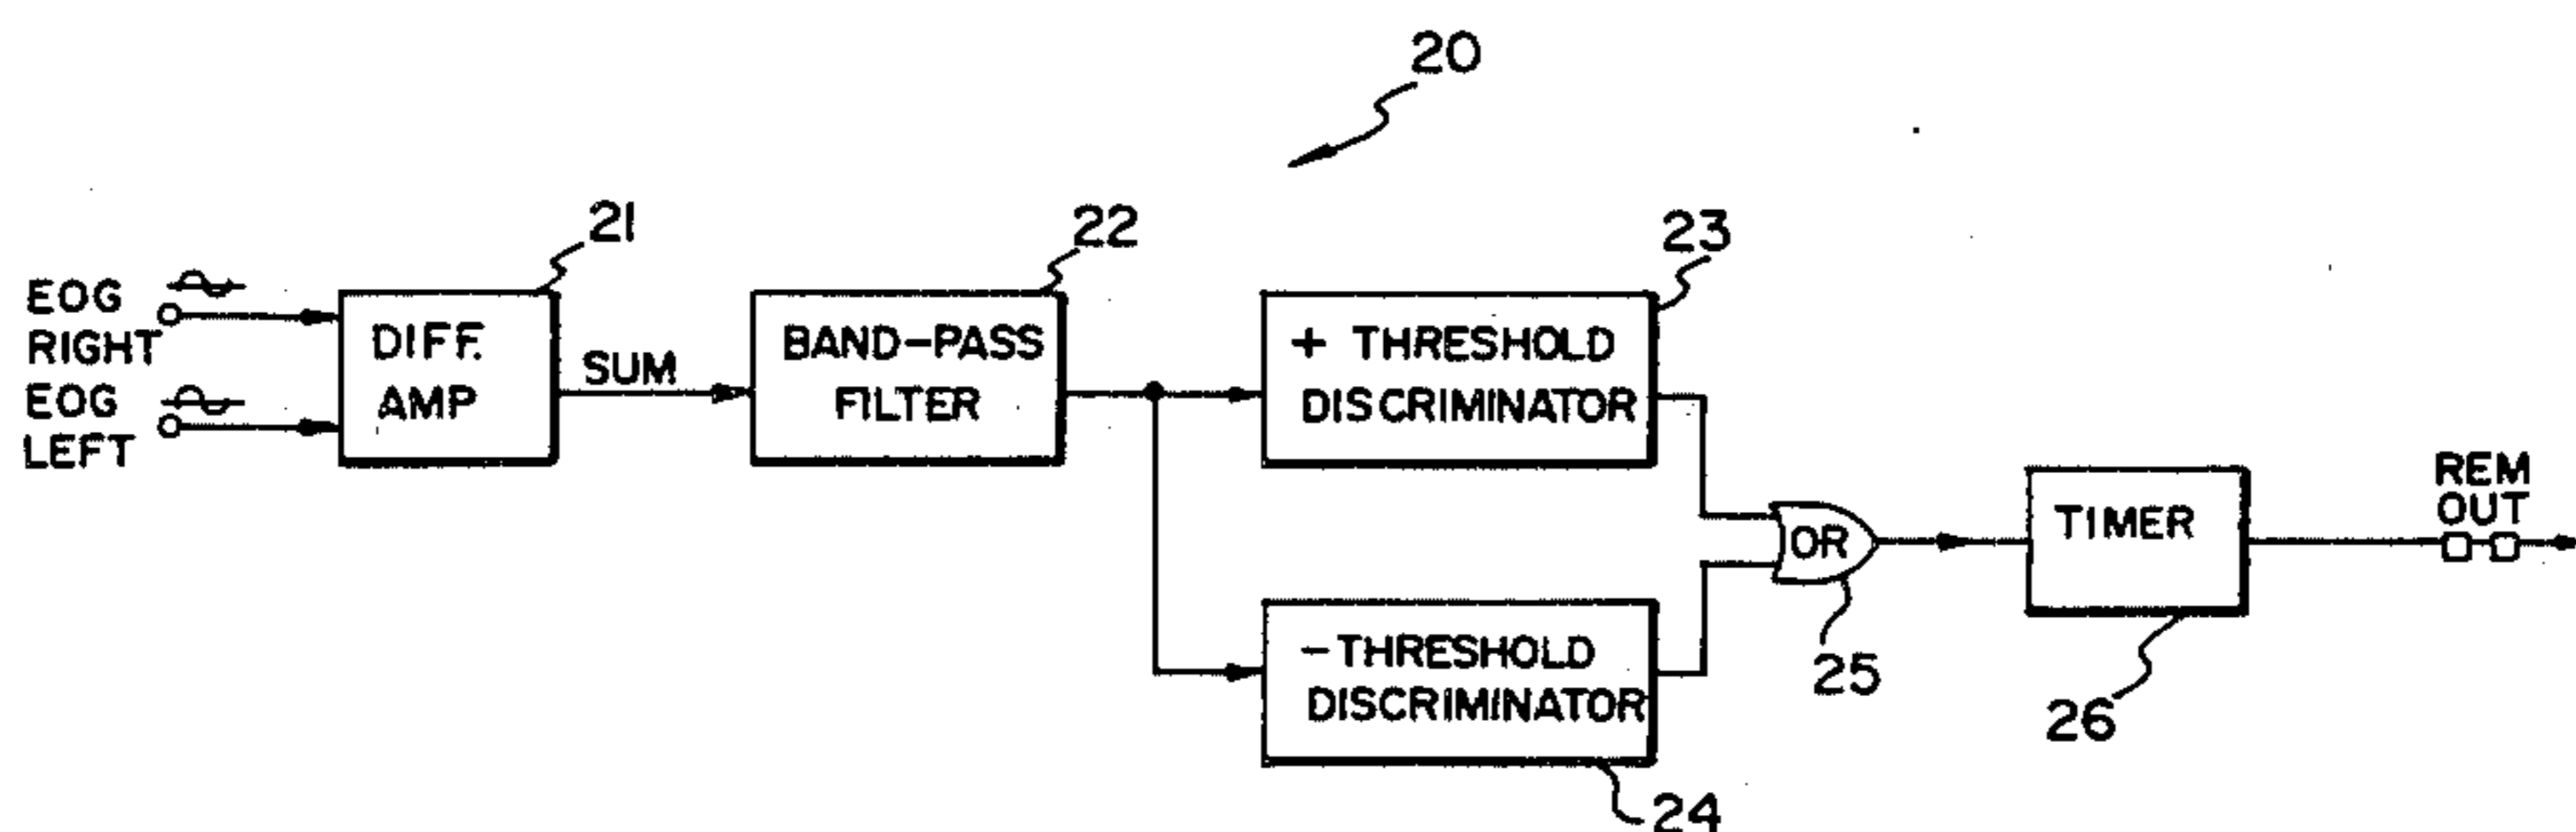 20
21
22
23
EOG
RIGHT
EOG
LEFT
DIFF.
AMP
SUM
BAND-PASS
FILTER
+ THRESHOLD
DISCRIMINATOR
- THRESHOLD
DISCRIMINATOR
24
OR
25
TIMER
26
REM
OUT